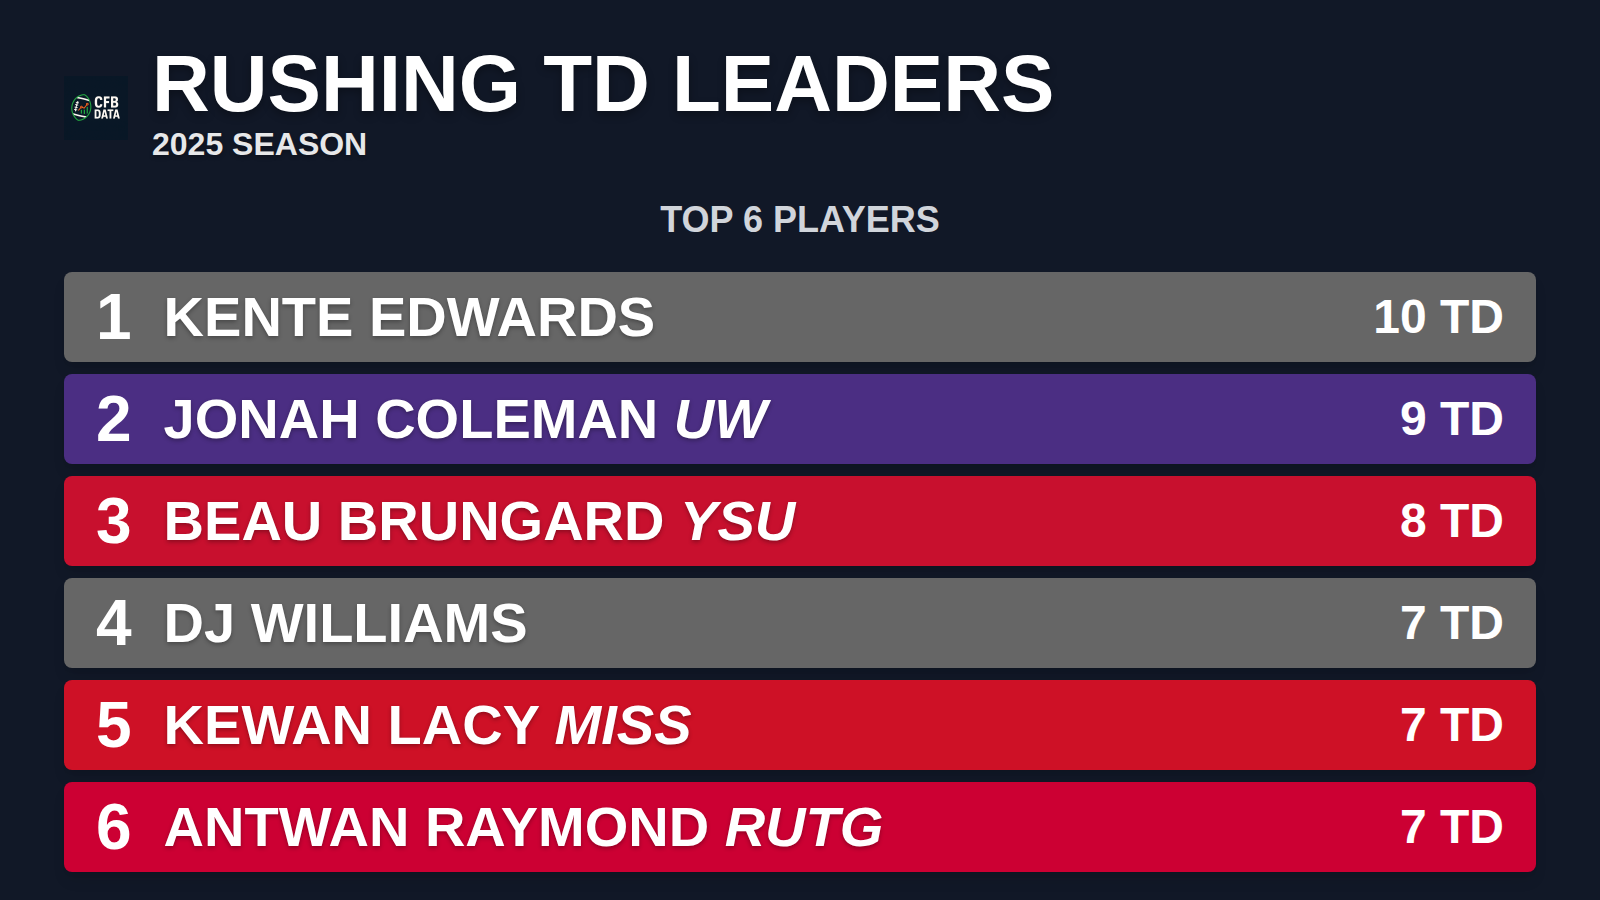 CFB
DATA
RUSHING TD LEADERS
2025 SEASON
TOP 6 PLAYERS
1 KENTE EDWARDS 10 TD
2 JONAH COLEMAN UW 9 TD
3 BEAU BRUNGARD YSU 8 TD
4 DJ WILLIAMS 7 TD
5 KEWAN LACY MISS 7 TD
6 ANTWAN RAYMOND RUTG 7 TD